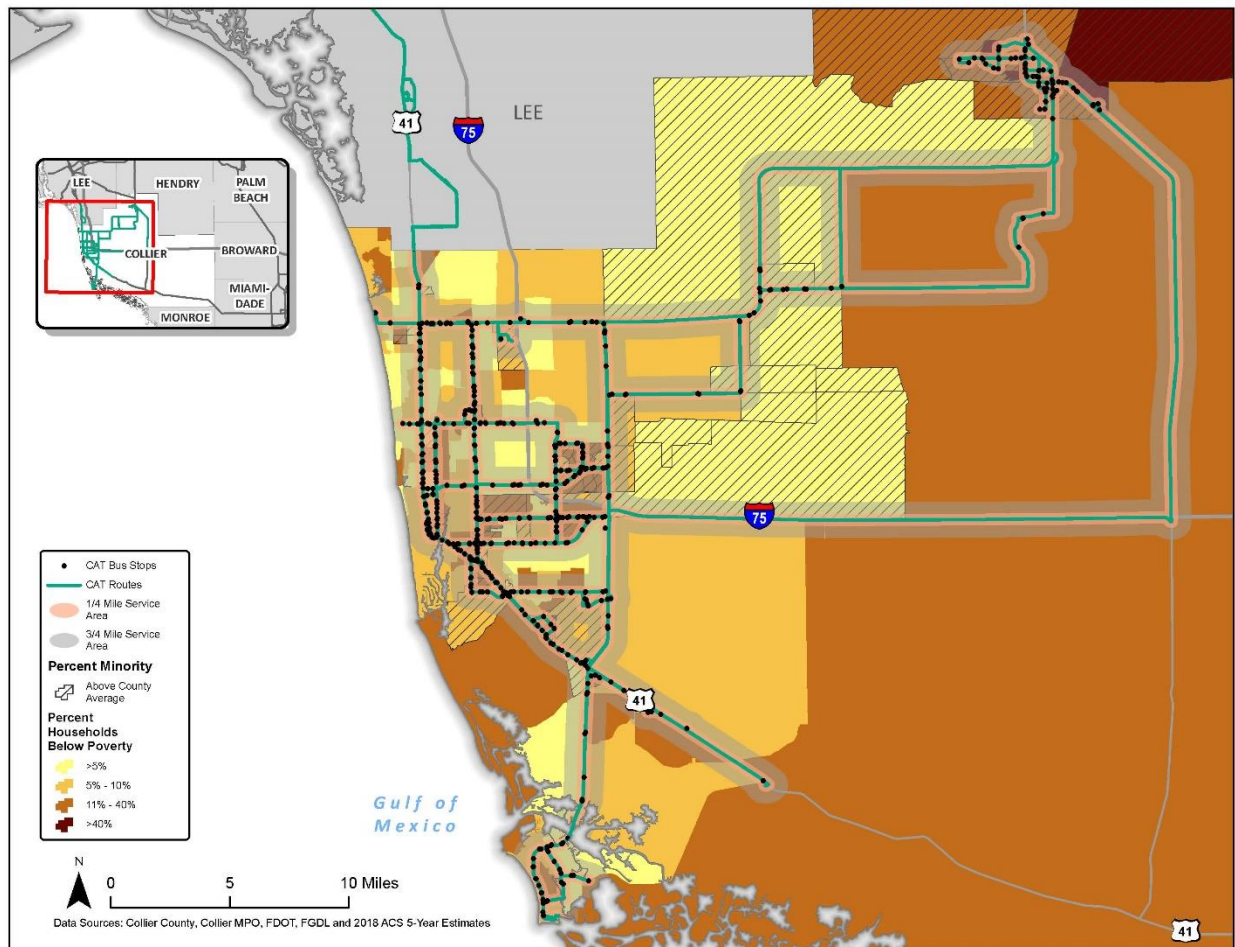 41
75
LEE
LEE
HENDRY
PALM
BEACH
COLLIER
BROWARD
MIAMI-
DADE
MONROE
75
41
CAT Bus Stops
CAT Routes
1/4 Mile Service
Area
3/4 Mile Service
Area
Percent Minority
Above County
Average
Percent
Households
Below Poverty
>5%
5% - 10%
11% - 40%
>40%
Gulf of
Mexico
N
0 5 10 Miles
Data Sources: Collier County, Collier MPO, FDOT, FGDL and 2018 ACS 5-Year Estimates
41